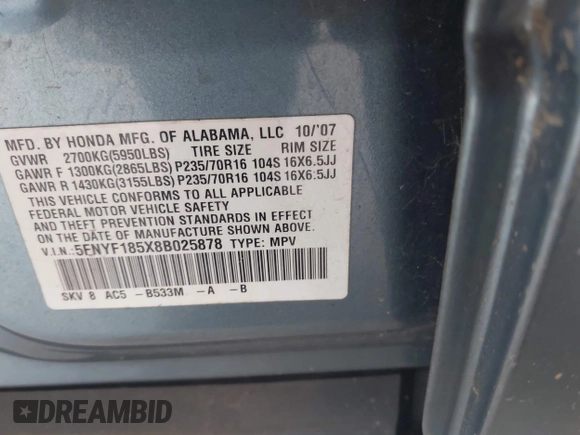 MFD. BY HONDA MFG. OF ALABAMA, LLC 10/'07
GVWR 2700KG(5950LBS) TIRE SIZE RIM SIZE
GAWR F 1300KG(2865LBS) P235/70R16 104S 16X6.5JJ
GAWR R 1430KG(3155LBS) P235/70R16 104S 16X6.5JJ
THIS VEHICLE CONFORMS TO ALL APPLICABLE
FEDERAL MOTOR VEHICLE SAFETY
AND THEFT PREVENTION STANDARDS IN EFFECT
ON THE DATE OF MANUFACTURE SHOWN ABOVE.
V.I.N.:5FNYF185X8B025878 TYPE: MPV
SKV 8 AC5 -B533M -A -B
DREAMBID